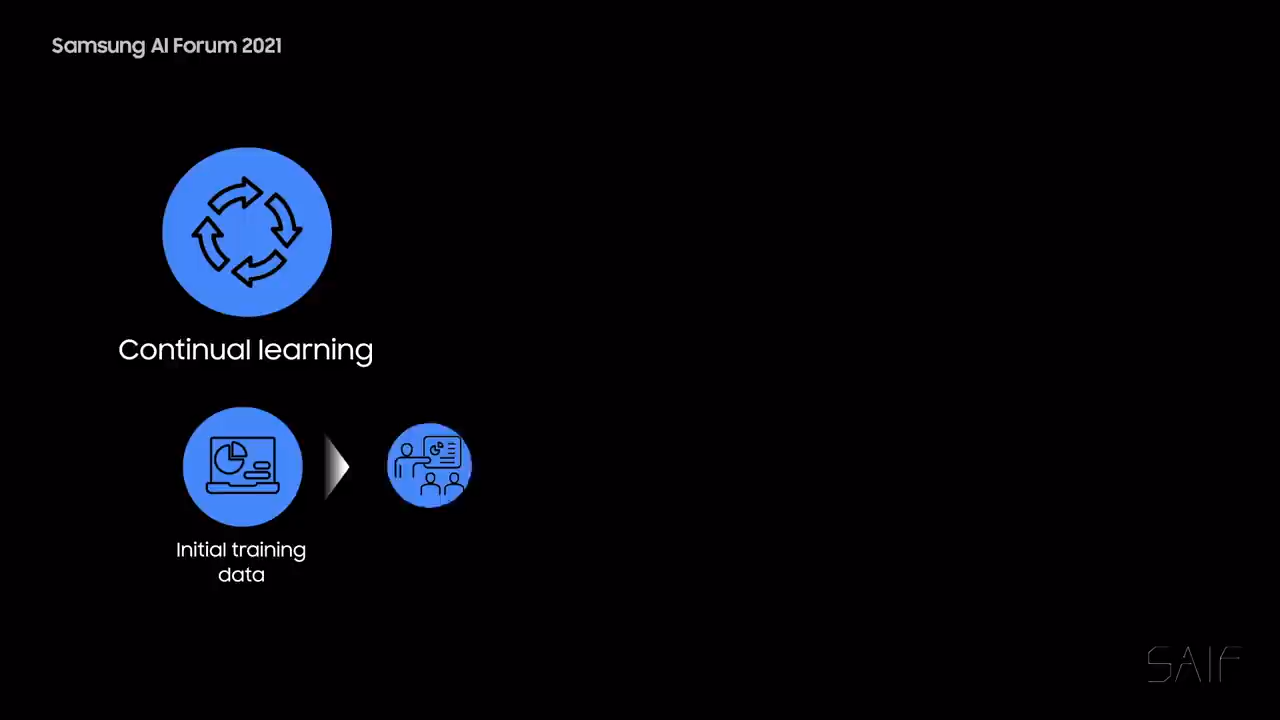 Samsung AI Forum 2021
Continual learning
Initial training
data
SAIF